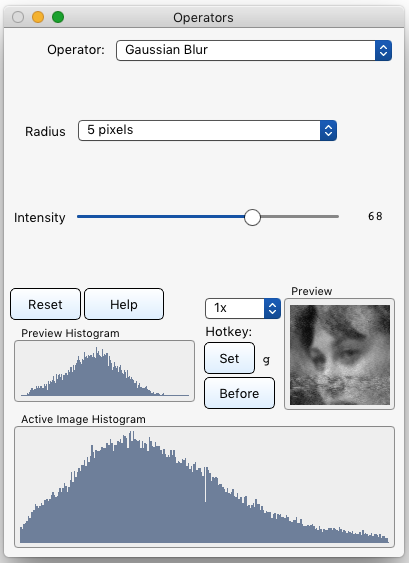 Operators
Operator: Gaussian Blur
Radius 5 pixels
Intensity 68
Reset Help 1x Preview
Hotkey:
Preview Histogram
Set g
Before
Active Image Histogram